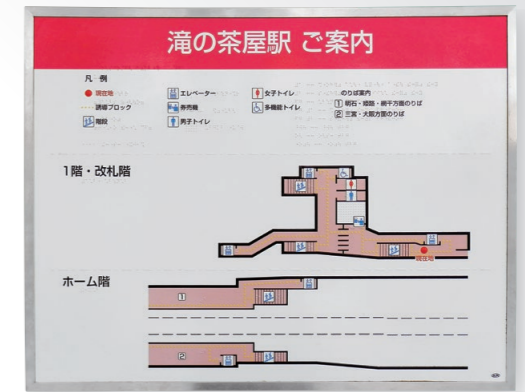 滝の茶屋駅 ご案内
凡 例
現在地
誘導ブロック
階段
エレベーター
券売機
男子トイレ
女子トイレ
多機能トイレ
のりば案内
1 明石・姫路・網干方面のりば
2 三宮・大阪方面のりば
1階・改札階
現在地
ホーム階
1
2